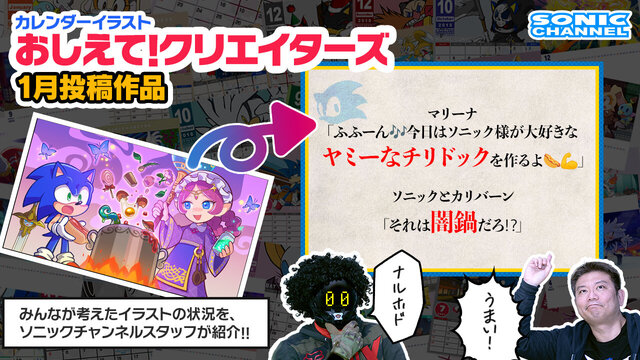 カレンダーイラスト
おしえて!クリエイターズ
1月投稿作品
SONIC
CHANNEL
マリーナ
「ふふーん🎶今日はソニック様が大好きな
ヤミーなチリドックを作るよ🌭💪」
ソニックとカリバーン
「それは闇鍋だろ!?」
みんなが考えたイラストの状況を、
ソニックチャンネルスタッフが紹介!!
ナルホド
00
うまい!